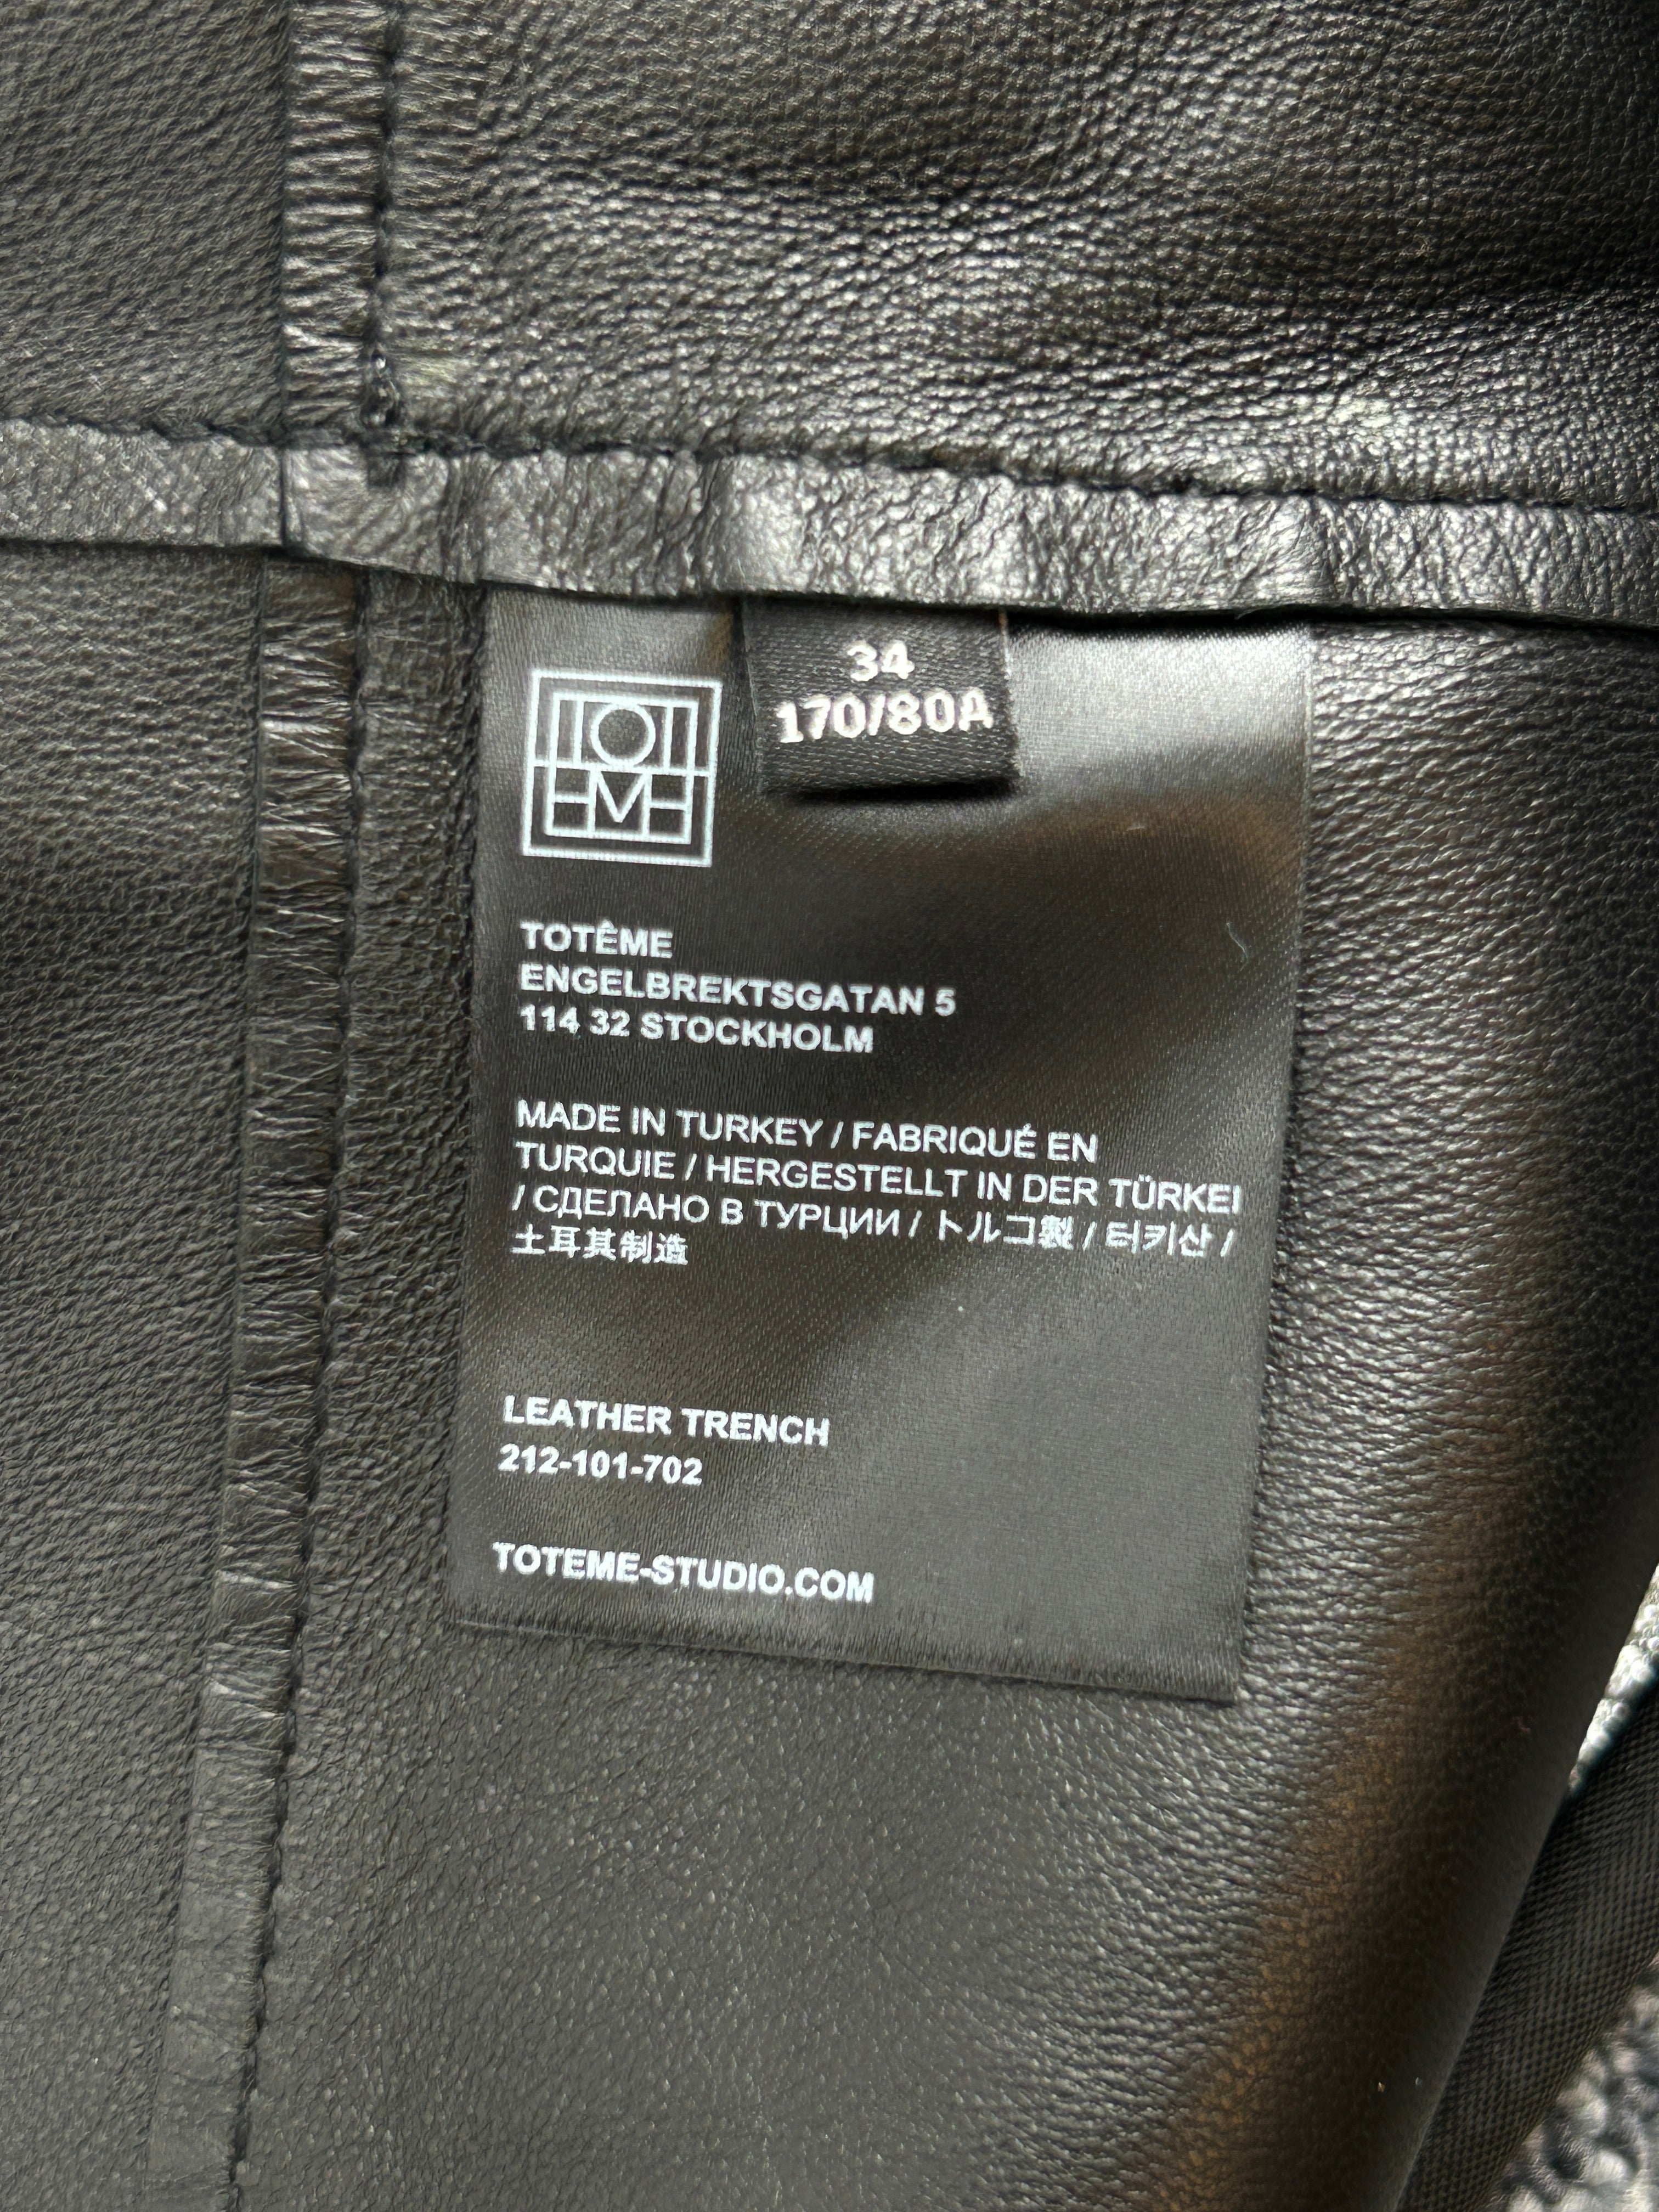 34
170/80A
TOTEME
TOTÊME
ENGELBREKTSGATAN 5
114 32 STOCKHOLM
MADE IN TURKEY / FABRIQUÉ EN
TURQUIE / HERGESTELLT IN DER TÜRKEI
/ СДЕЛАНО В ТУРЦИИ / トルコ製 / 터키산 /
土耳其制造
LEATHER TRENCH
212-101-702
TOTEME-STUDIO.COM